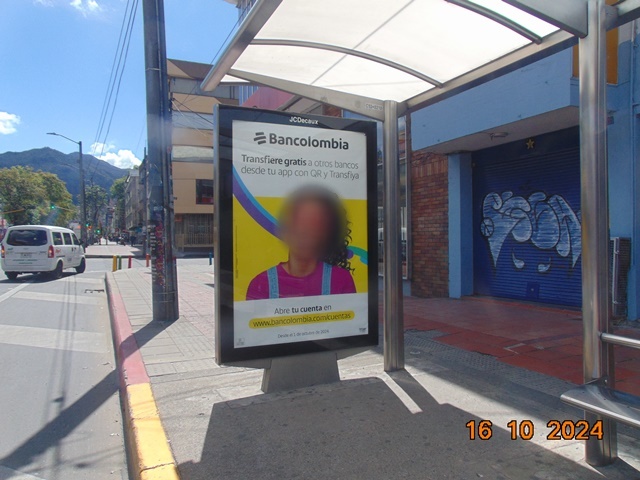 JCDecaux
Bancolombia
Transfiere gratis a otros bancos
desde tu app con QR y Transfiya
Abre tu cuenta en
www.bancolombia.com/cuentas
16 10 2024